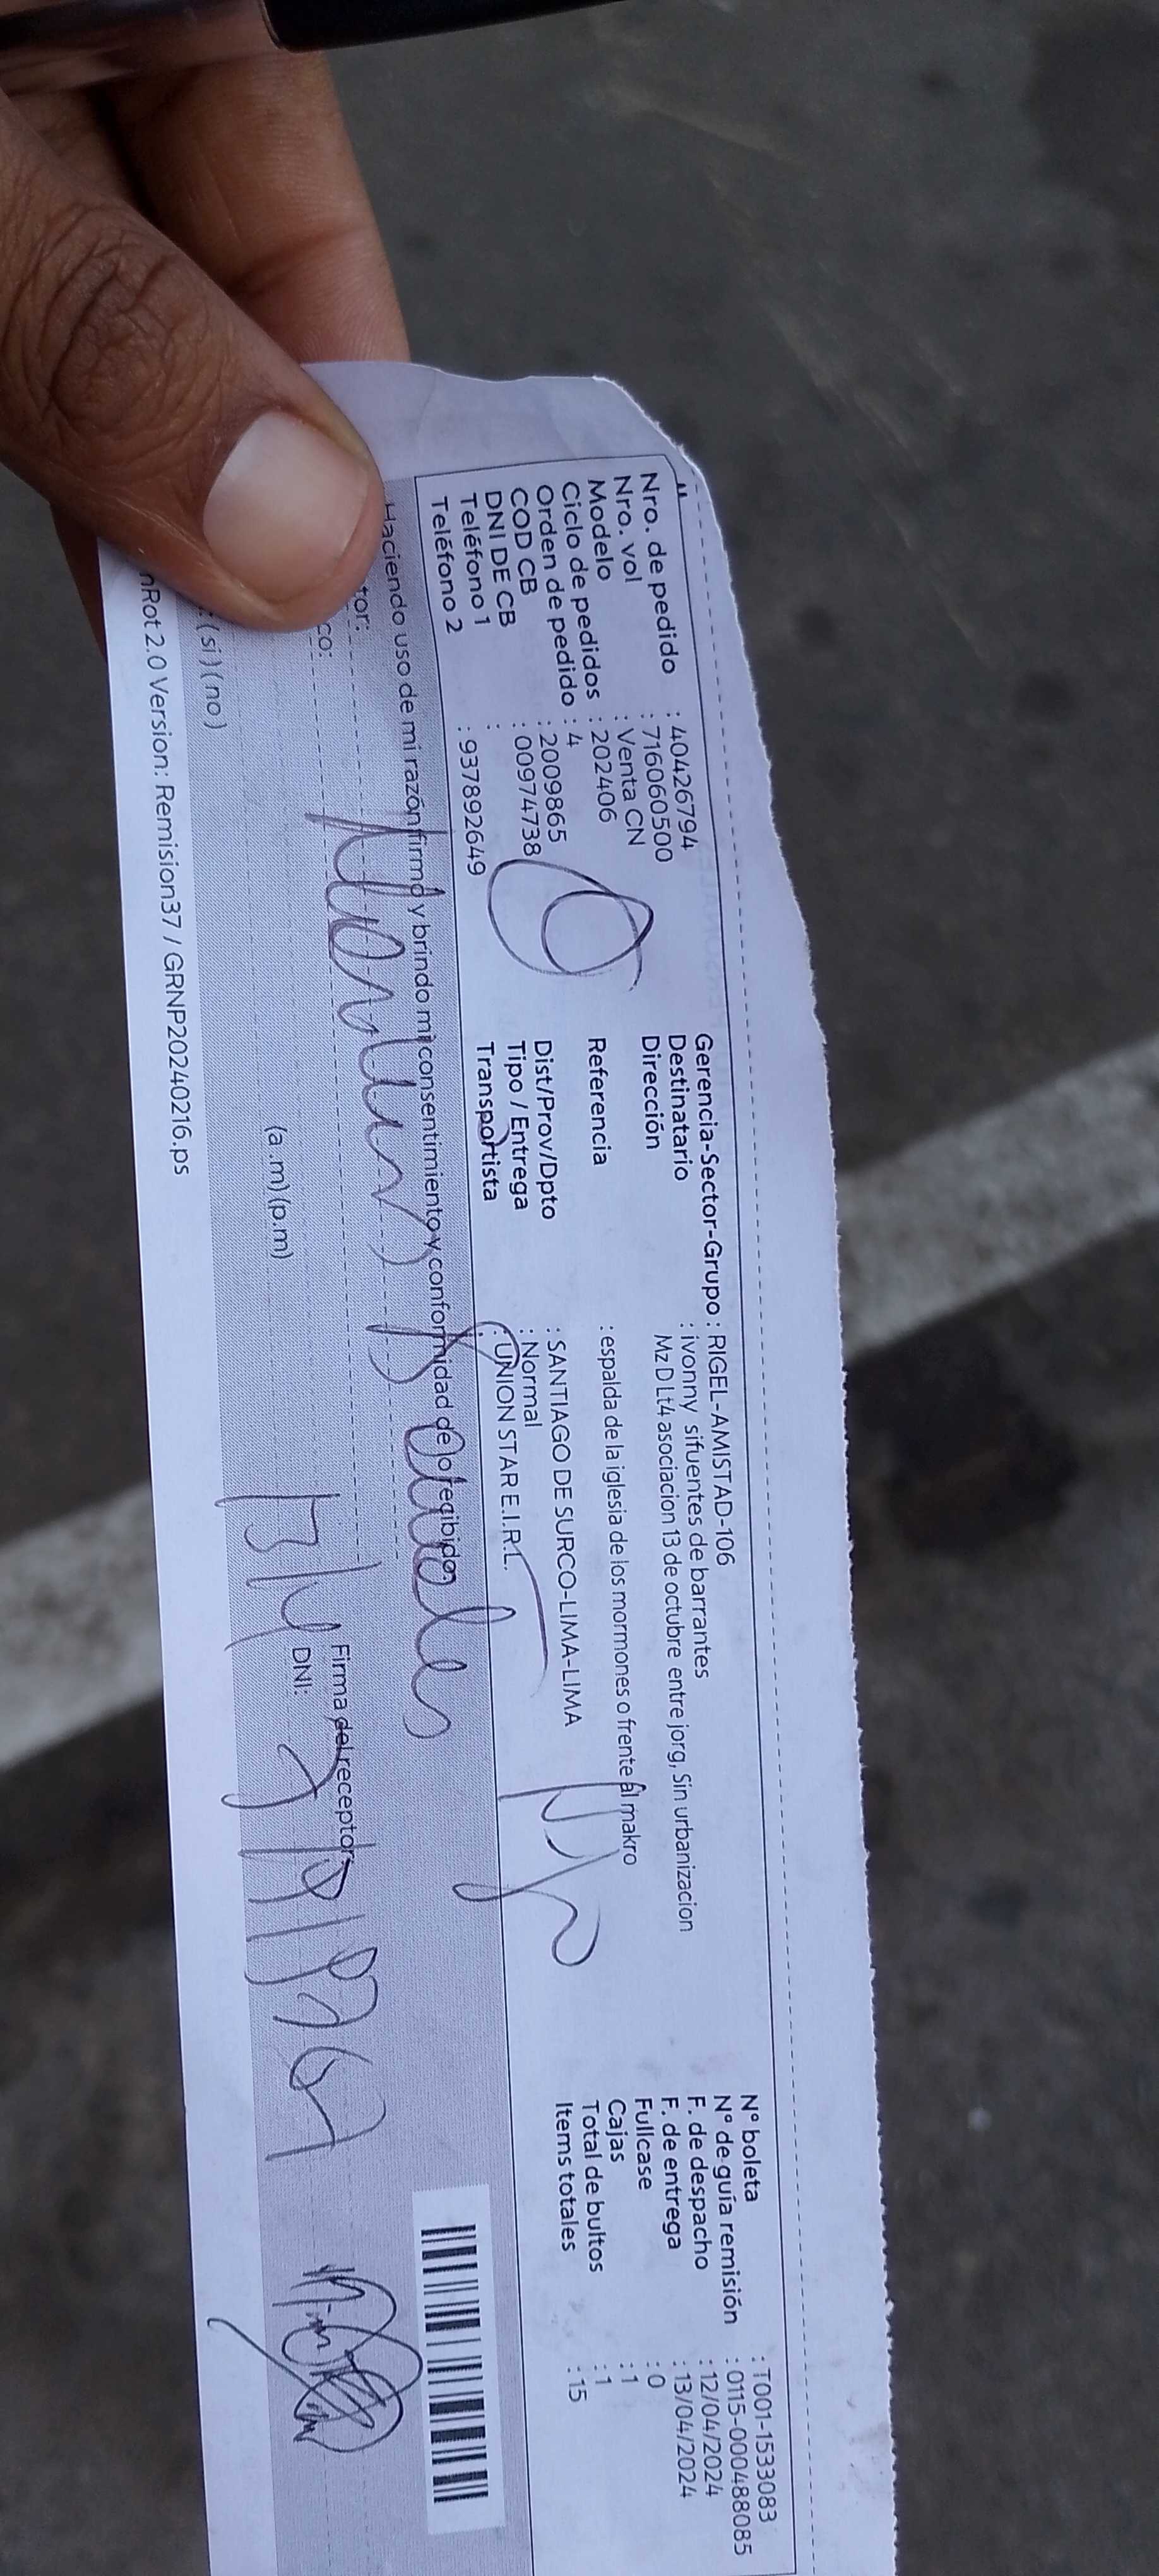 Nro. de pedido : 40426794
Nro. vol : 716060500
Modelo : Venta CN
Ciclo de pedidos : 202406
Orden de pedido : 4
COD CB : 2009865
DNI DE CB : 00974738
Teléfono 1 :
Teléfono 2 : 937892649
Gerencia-Sector-Grupo : RIGEL-AMISTAD-106
Destinatario : ivonny sifuentes de barrantes
Dirección Mz D Lt4 asociacion 13 de octubre entre jorg, Sin urbanizacion
Referencia : espalda de la iglesia de los mormones o frente al makro
Dist/Prov/Dpto : SANTIAGO DE SURCO-LIMA-LIMA
Tipo / Entrega : Normal
Transportista : UNION STAR E.I.R.L.
N° boleta : T001-1533083
N° de guía remisión : 0115-000488085
F. de despacho : 12/04/2024
F. de entrega : 13/04/2024
Fullcase : 0
Cajas : 1
Total de bultos : 1
Items totales : 15
Haciendo uso de mi razón firmo y brindo mi consentimiento y conformidad de lo recibido
tor:
co:
Firma del receptor
DNI:
(a.m) (p.m)
: ( si ) ( no )
nRot 2.0 Version: Remision37 / GRNP20240216.ps